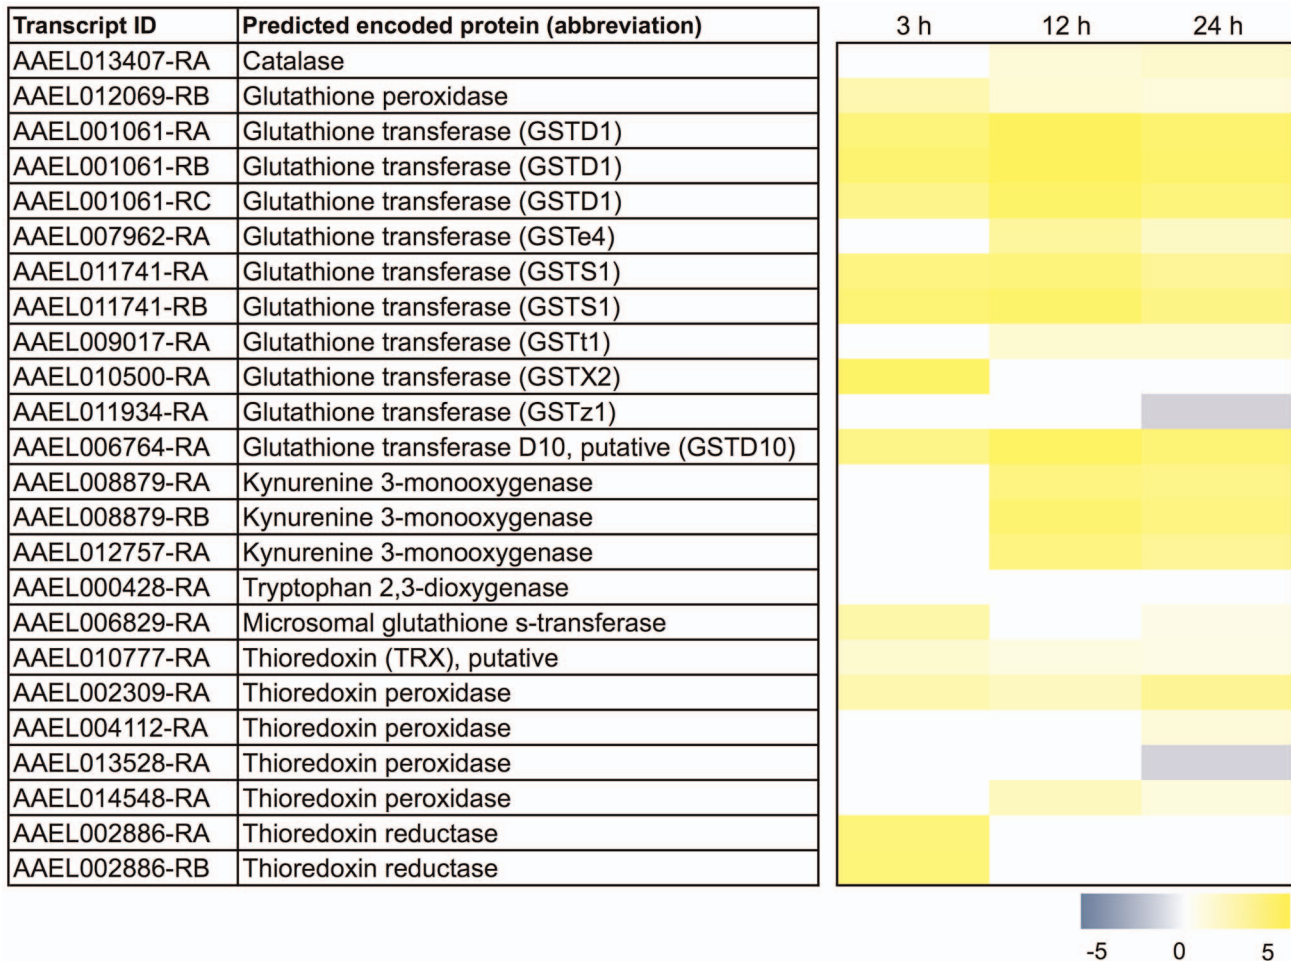 Transcript ID Predicted encoded protein (abbreviation) 3 h 12 h 24 h
AAEL013407-RA Catalase
AAEL012069-RB Glutathione peroxidase
AAEL001061-RA Glutathione transferase (GSTD1)
AAEL001061-RB Glutathione transferase (GSTD1)
AAEL001061-RC Glutathione transferase (GSTD1)
AAEL007962-RA Glutathione transferase (GSTe4)
AAEL011741-RA Glutathione transferase (GSTS1)
AAEL011741-RB Glutathione transferase (GSTS1)
AAEL009017-RA Glutathione transferase (GSTt1)
AAEL010500-RA Glutathione transferase (GSTX2)
AAEL011934-RA Glutathione transferase (GSTz1)
AAEL006764-RA Glutathione transferase D10, putative (GSTD10)
AAEL008879-RA Kynurenine 3-monooxygenase
AAEL008879-RB Kynurenine 3-monooxygenase
AAEL012757-RA Kynurenine 3-monooxygenase
AAEL000428-RA Tryptophan 2,3-dioxygenase
AAEL006829-RA Microsomal glutathione s-transferase
AAEL010777-RA Thioredoxin (TRX), putative
AAEL002309-RA Thioredoxin peroxidase
AAEL004112-RA Thioredoxin peroxidase
AAEL013528-RA Thioredoxin peroxidase
AAEL014548-RA Thioredoxin peroxidase
AAEL002886-RA Thioredoxin reductase
AAEL002886-RB Thioredoxin reductase
-5 0 5